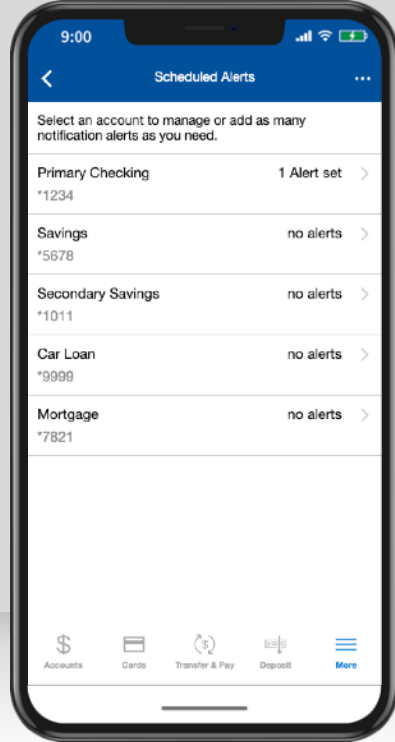 9:00
Scheduled Alerts
Select an account to manage or add as many
notification alerts as you need.
Primary Checking 1 Alert set
*1234
Savings no alerts
*5678
Secondary Savings no alerts
*1011
Car Loan no alerts
*9999
Mortgage no alerts
*7821
Accounts Cards Transfer & Pay Deposit More